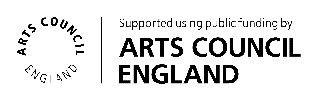 ARTS COUNCIL
ENGLAND
Supported using public funding by
ARTS COUNCIL
ENGLAND